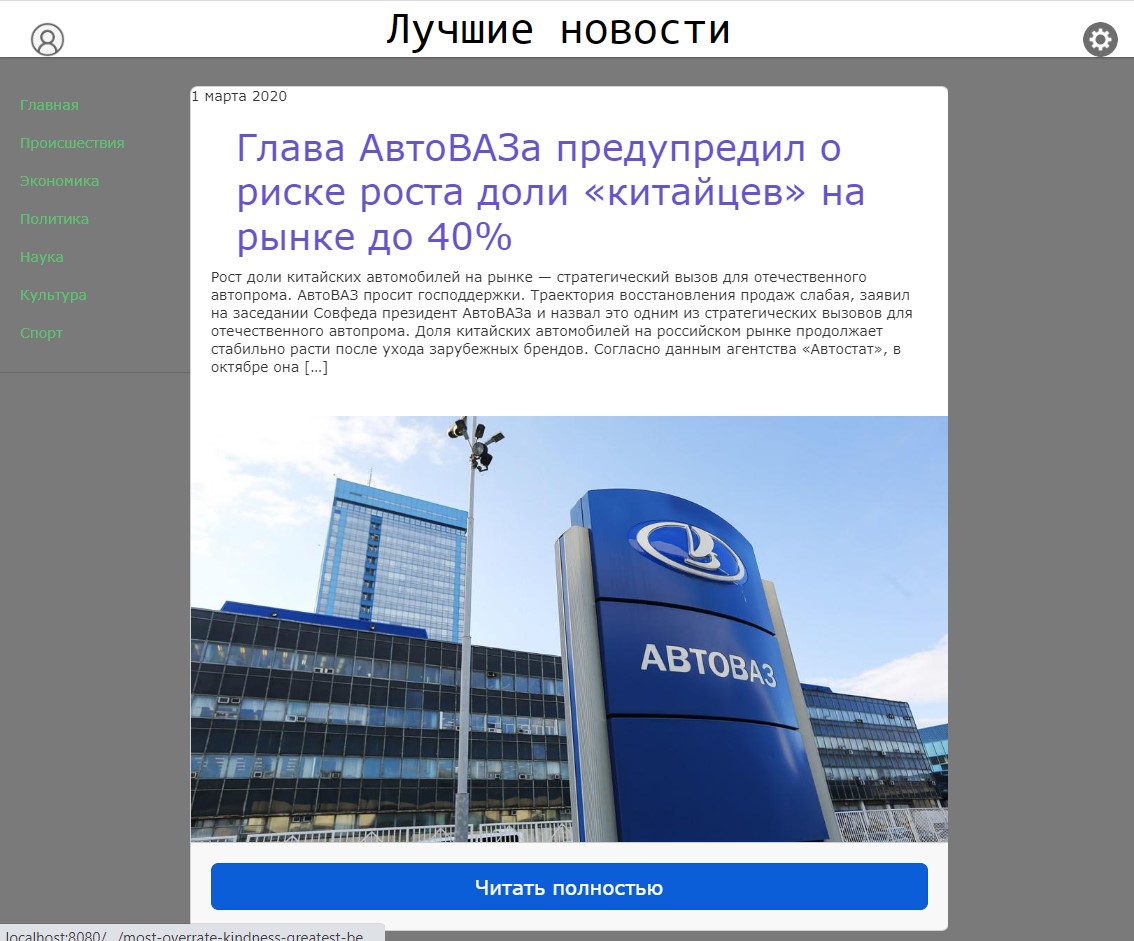 Лучшие новости
Главная
Происшествия
Экономика
Политика
Наука
Культура
Спорт
1 марта 2020
Глава АвтоВАЗа предупредил о
риске роста доли «китайцев» на
рынке до 40%
Рост доли китайских автомобилей на рынке — стратегический вызов для отечественного
автопрома. АвтоВАЗ просит господдержки. Траектория восстановления продаж слабая, заявил
на заседании Совфеда президент АвтоВАЗа и назвал это одним из стратегических вызовов для
отечественного автопрома. Доля китайских автомобилей на российском рынке продолжает
стабильно расти после ухода зарубежных брендов. Согласно данным агентства «Автостат», в
октябре она [...]
АВТОВАЗ
Читать полностью
localhost:8080/.../most-overrate-kindness-greatest-be...